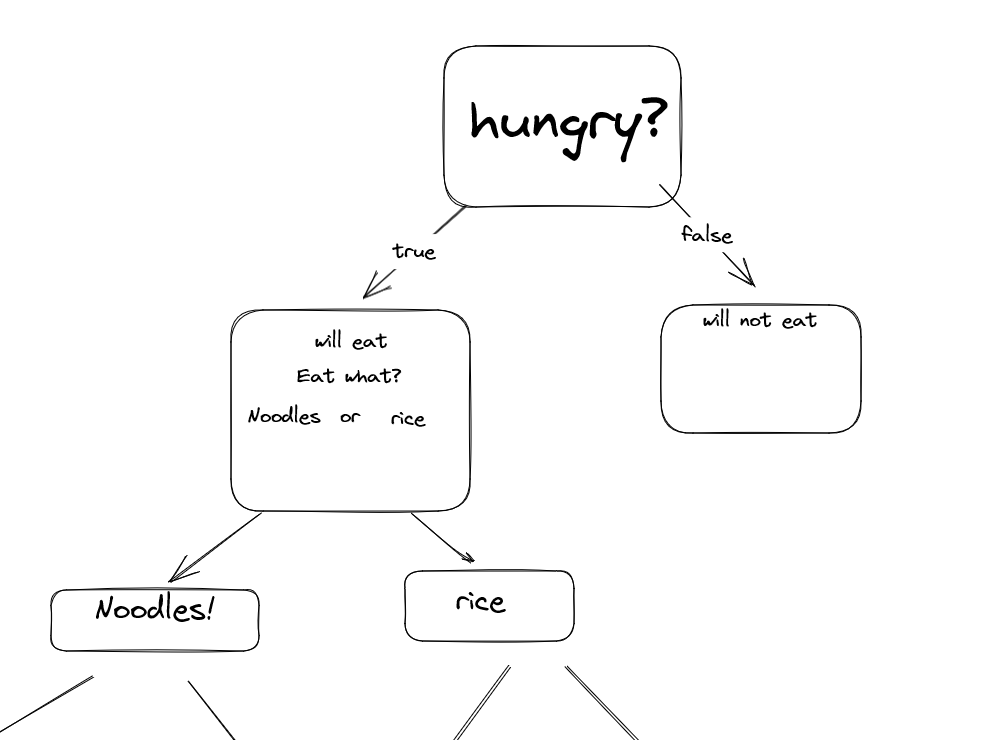 hungry?
true
false
will eat
Eat what?
Noodles or rice
will not eat
Noodles!
rice